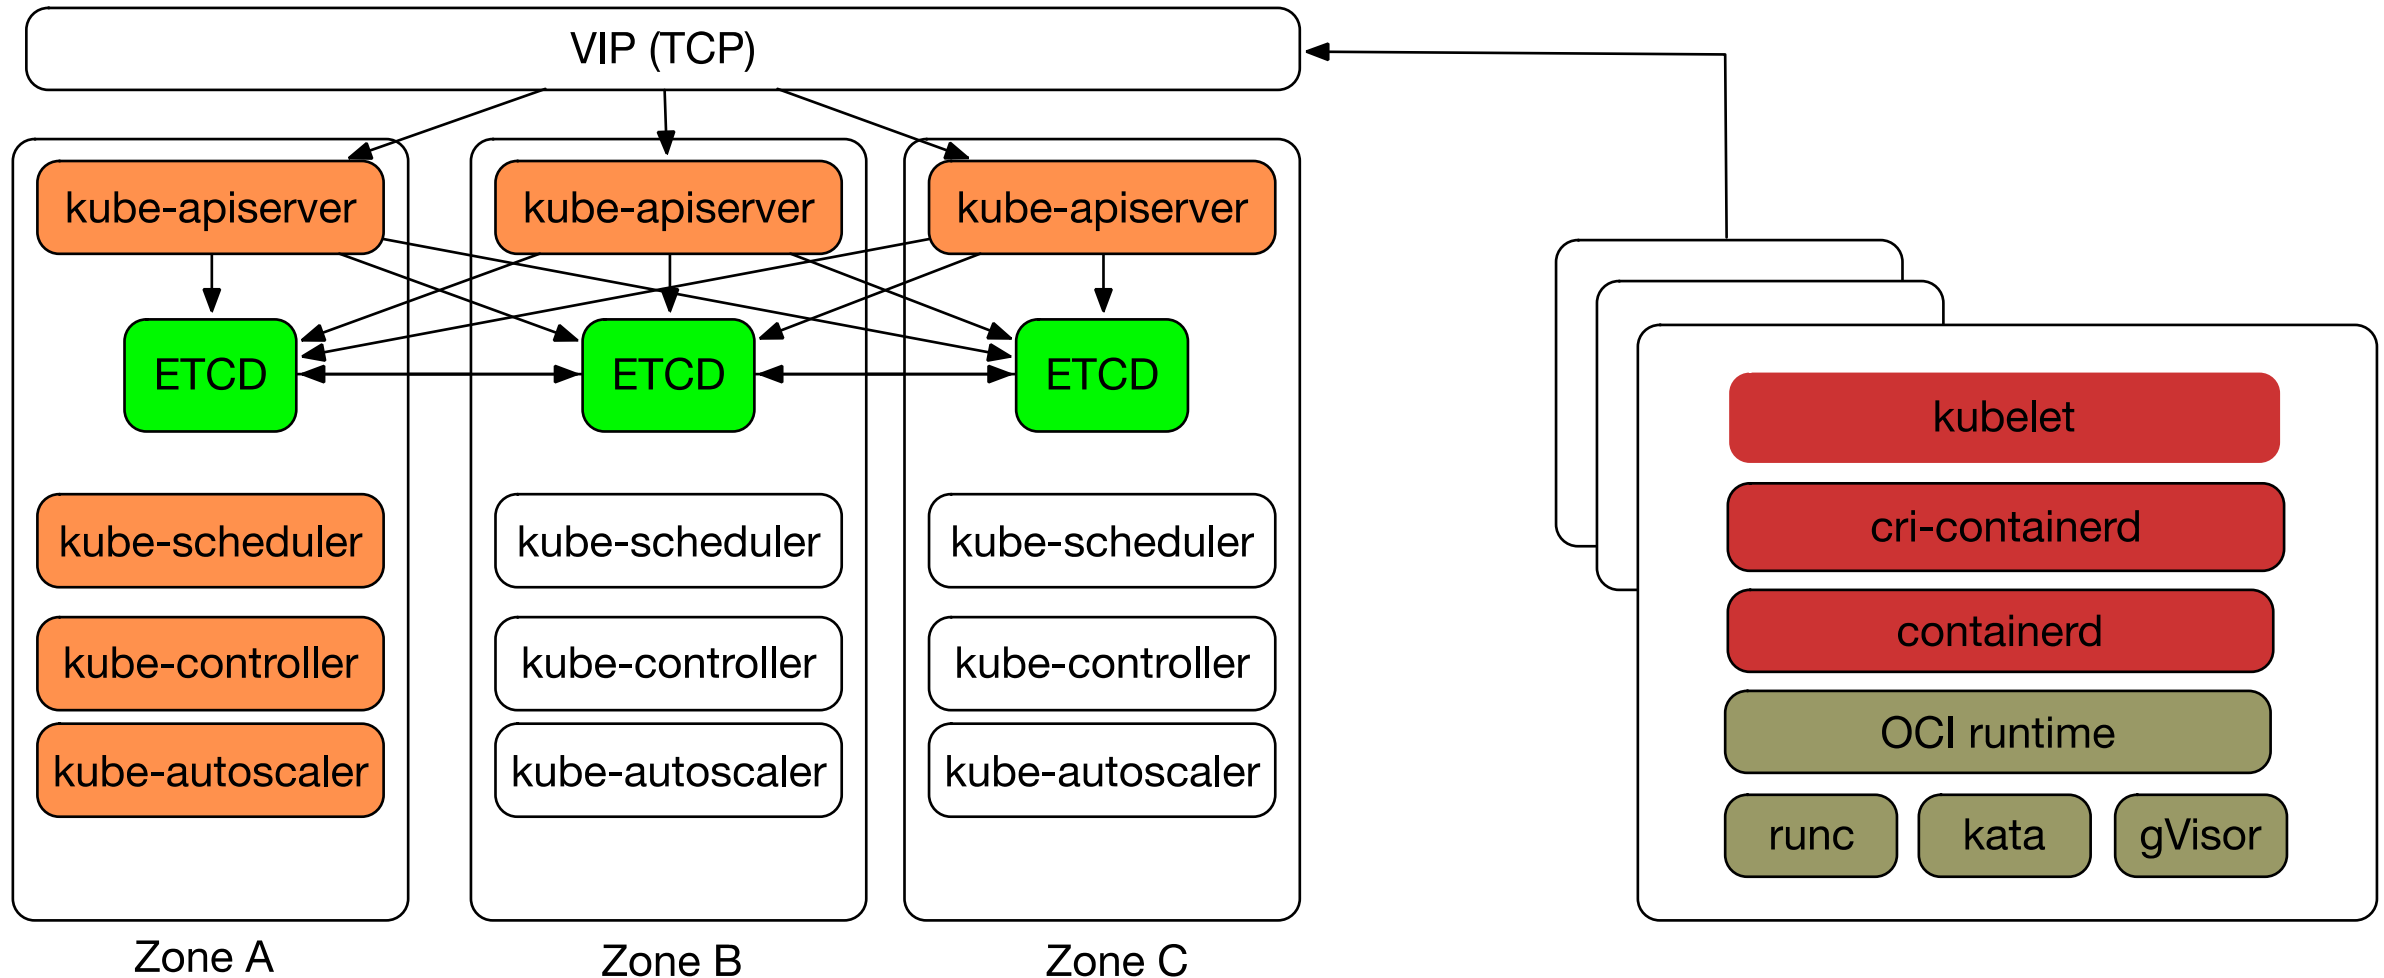 VIP (TCP)
kube-apiserver
kube-apiserver
kube-apiserver
ETCD
ETCD
ETCD
kube-scheduler
kube-scheduler
kube-scheduler
kube-controller
kube-controller
kube-controller
kube-autoscaler
kube-autoscaler
kube-autoscaler
Zone A
Zone B
Zone C
kubelet
cri-containerd
containerd
OCI runtime
runc
kata
gVisor